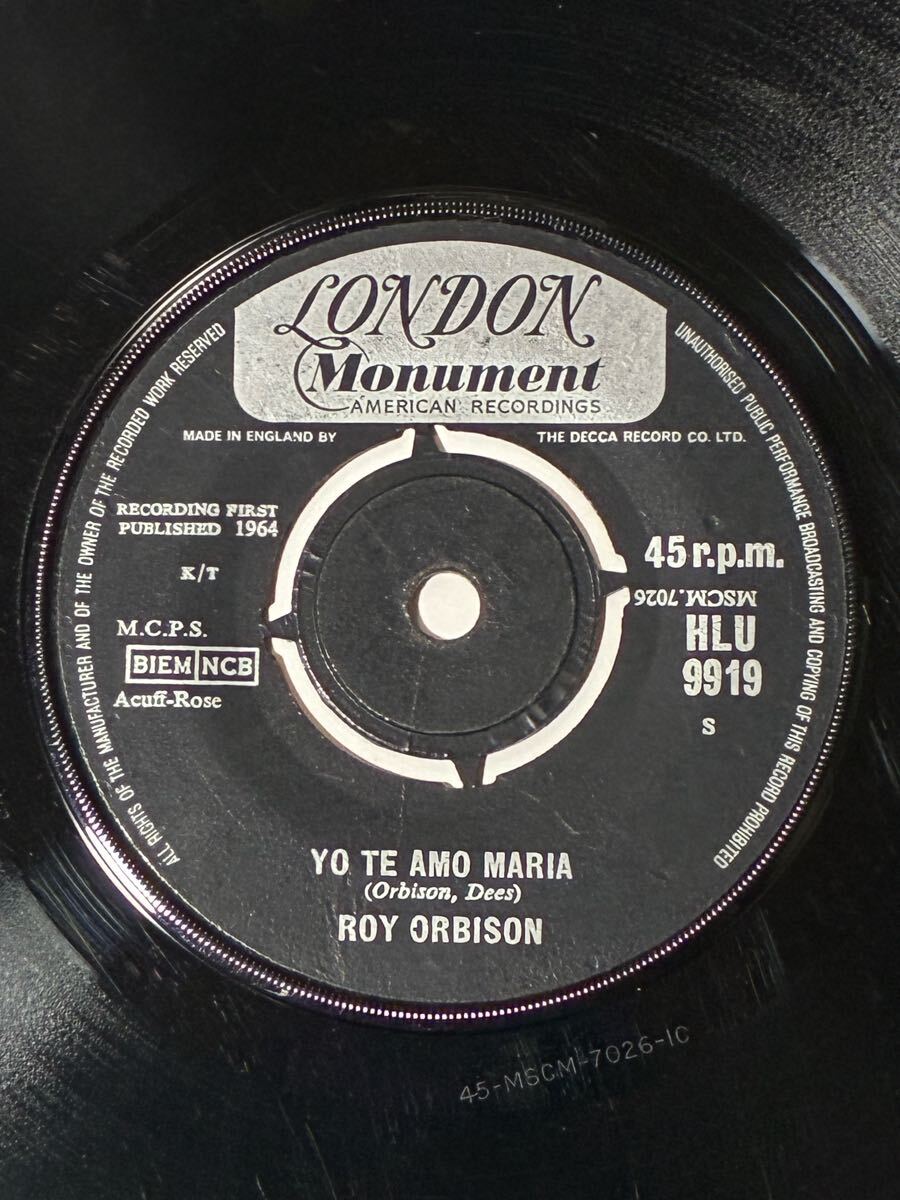 LONDON
Monument
AMERICAN RECORDINGS
MADE IN ENGLAND BY THE DECCA RECORD CO. LTD.
ALL RIGHTS OF THE MANUFACTURER AND OF THE OWNER OF THE RECORDED WORK RESERVED
UNAUTHORISED PUBLIC PERFORMANCE BROADCASTING AND COPYING OF THIS RECORD PROHIBITED
RECORDING FIRST
PUBLISHED 1964
K/T
M.C.P.S.
BIEM NCB
Acuff-Rose
45 r.p.m.
MSCM.7026
HLU
9919
S
YO TE AMO MARIA
(Orbison, Dees)
ROY ORBISON
45-MSCM-7026-1C